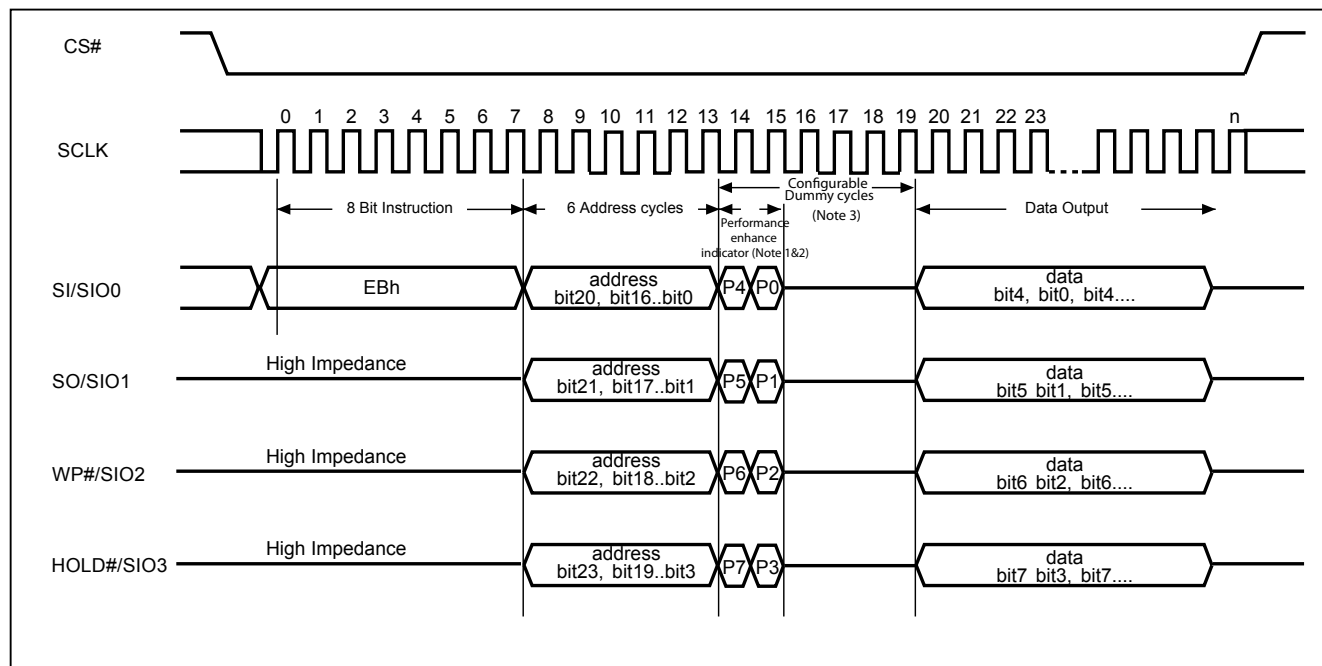 CS#
0 1 2 3 4 5 6 7 8 9 10 11 12 13 14 15 16 17 18 19 20 21 22 23 n
SCLK
Configurable
Dummy cycles
(Note 3)
8 Bit Instruction
6 Address cycles
Data Output
Performance
enhance
indicator (Note 1&2)
SI/SIO0
EBh
address
bit20, bit16..bit0
P4 P0
data
bit4, bit0, bit4....
SO/SIO1
High Impedance
address
bit21, bit17..bit1
P5 P1
data
bit5 bit1, bit5....
WP#/SIO2
High Impedance
address
bit22, bit18..bit2
P6 P2
data
bit6 bit2, bit6....
HOLD#/SIO3
High Impedance
address
bit23, bit19..bit3
P7 P3
data
bit7 bit3, bit7....